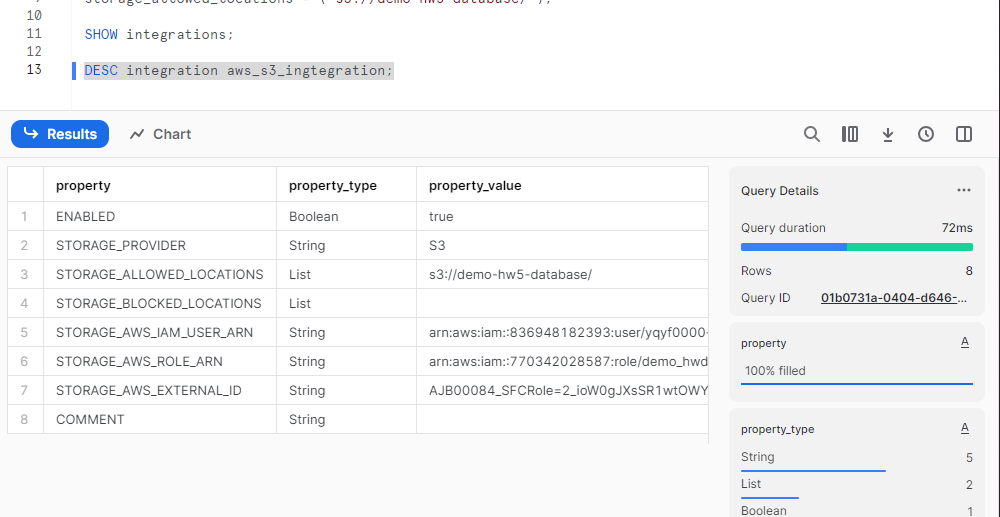 10
11 SHOW integrations;
12
13 DESC integration aws_s3_ingtegration;
Results Chart
property property_type property_value
1 ENABLED Boolean true
2 STORAGE_PROVIDER String S3
3 STORAGE_ALLOWED_LOCATIONS List s3://demo-hw5-database/
4 STORAGE_BLOCKED_LOCATIONS List
5 STORAGE_AWS_IAM_USER_ARN String arn:aws:iam::836948182393:user/yqyf0000-
6 STORAGE_AWS_ROLE_ARN String arn:aws:iam::770342028587:role/demo_hwd
7 STORAGE_AWS_EXTERNAL_ID String AJB00084_SFCRole=2_ioW0gJXsSR1wtOWY
8 COMMENT String
Query Details ...
Query duration 72ms
Rows 8
Query ID 01b0731a-0404-d646-...
property A
100% filled
property_type A
String 5
List 2
Boolean 1